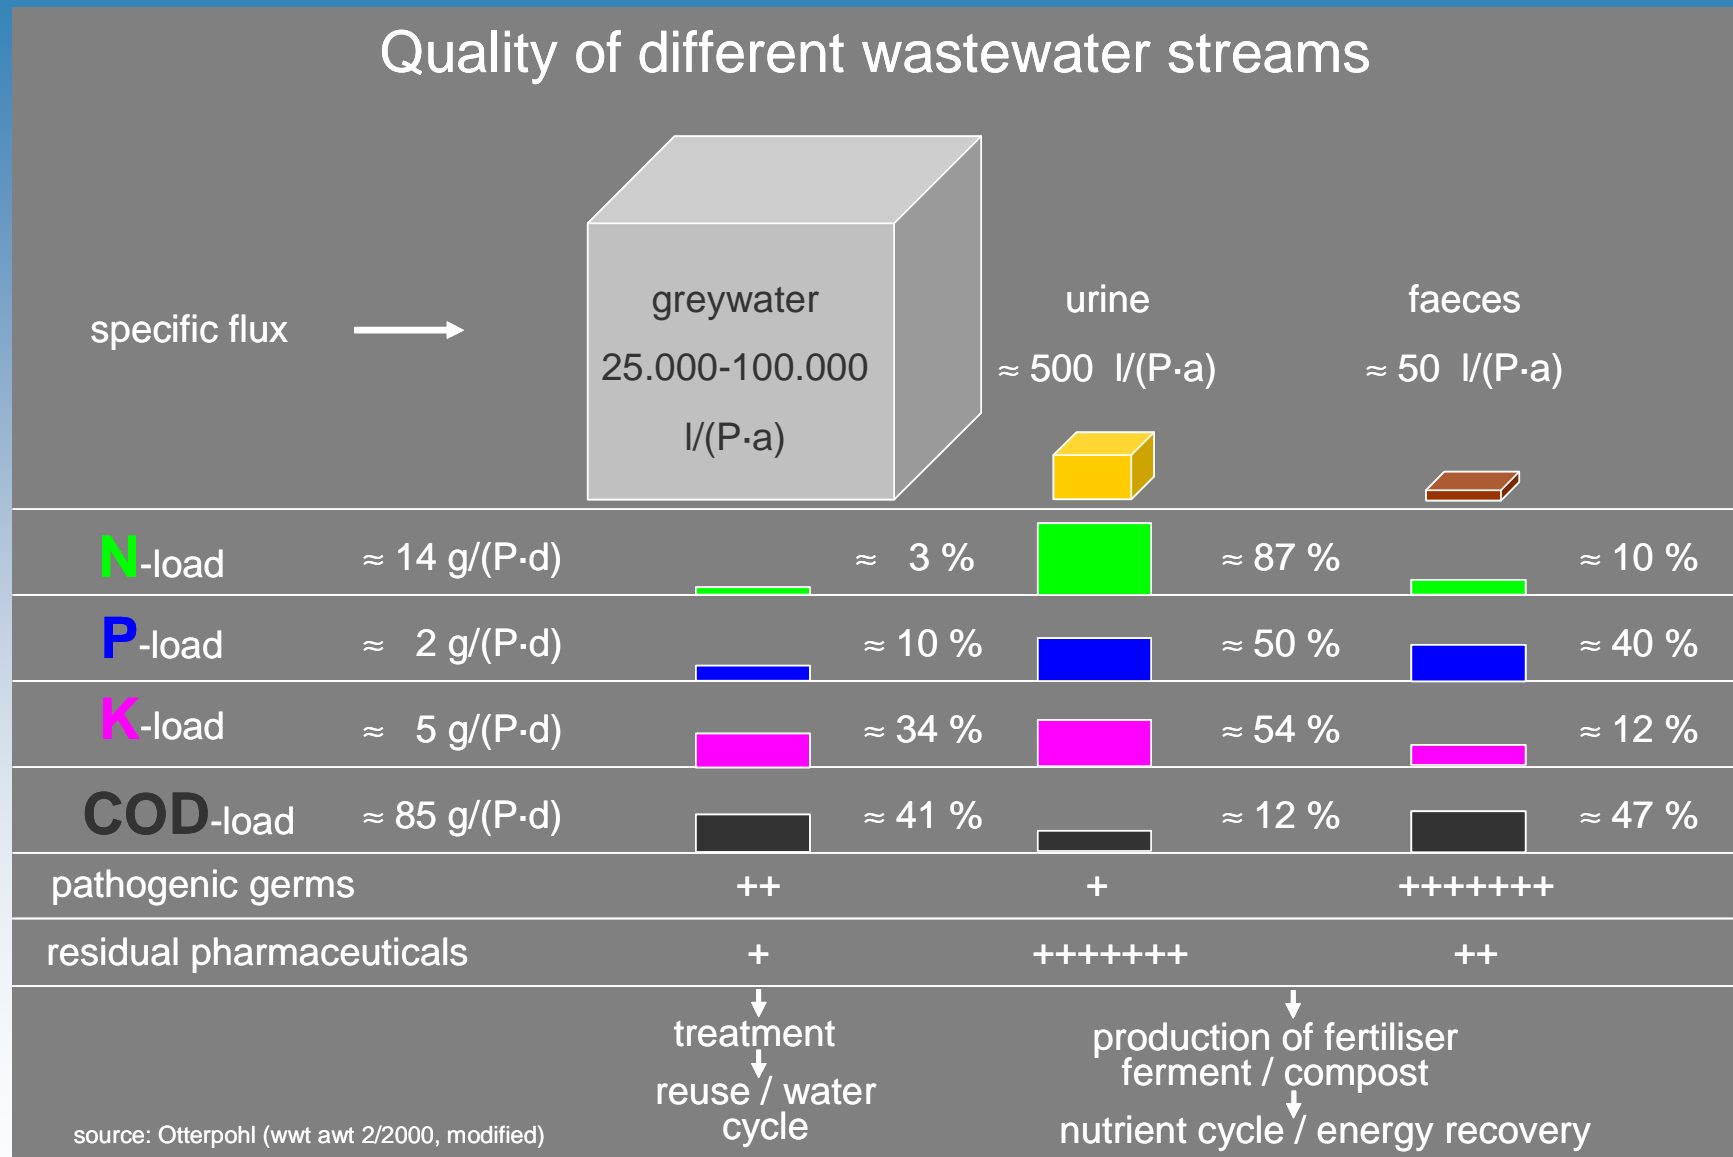 Quality of different wastewater streams
specific flux
greywater
25.000-100.000
l/(P·a)
urine
≈ 500 l/(P·a)
faeces
≈ 50 l/(P·a)
N-load ≈ 14 g/(P·d) ≈ 3 % ≈ 87 % ≈ 10 %
P-load ≈ 2 g/(P·d) ≈ 10 % ≈ 50 % ≈ 40 %
K-load ≈ 5 g/(P·d) ≈ 34 % ≈ 54 % ≈ 12 %
COD-load ≈ 85 g/(P·d) ≈ 41 % ≈ 12 % ≈ 47 %
pathogenic germs ++ + +++++++
residual pharmaceuticals + +++++++ ++
treatment
reuse / water
cycle
production of fertiliser
ferment / compost
nutrient cycle / energy recovery
source: Otterpohl (wwt awt 2/2000, modified)